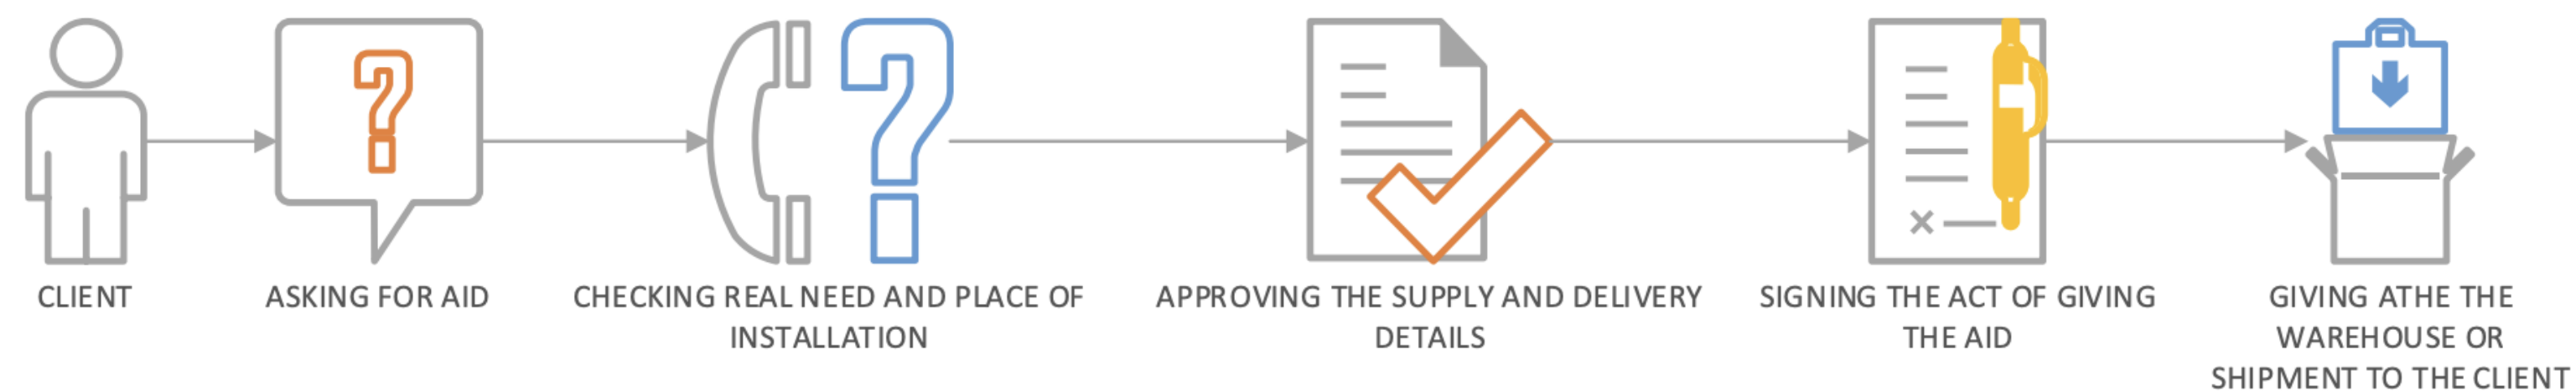 CLIENT
ASKING FOR AID
CHECKING REAL NEED AND PLACE OF
INSTALLATION
APPROVING THE SUPPLY AND DELIVERY
DETAILS
SIGNING THE ACT OF GIVING
THE AID
GIVING ATHE THE
WAREHOUSE OR
SHIPMENT TO THE CLIENT